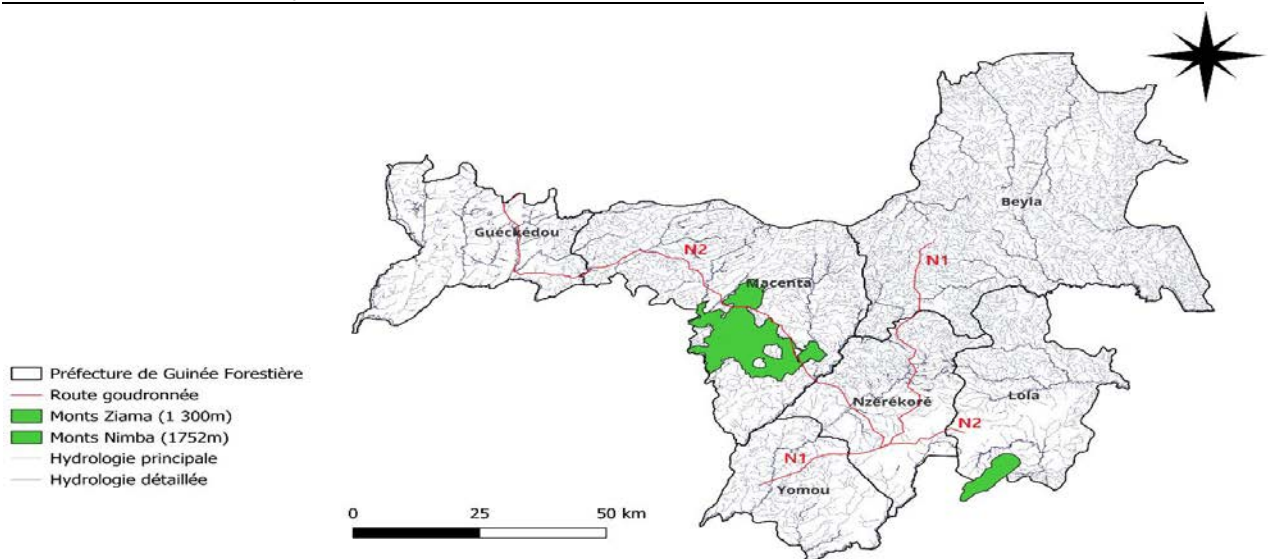 Beyla
Guéckédou
N2
N1
Macenta
Préfecture de Guinée Forestière
Route goudronnée
Monts Ziama (1 300m)
Monts Nimba (1752m)
Hydrologie principale
Hydrologie détaillée
Nzérékoré
Lola
N2
N1
Yomou
0 25 50 km